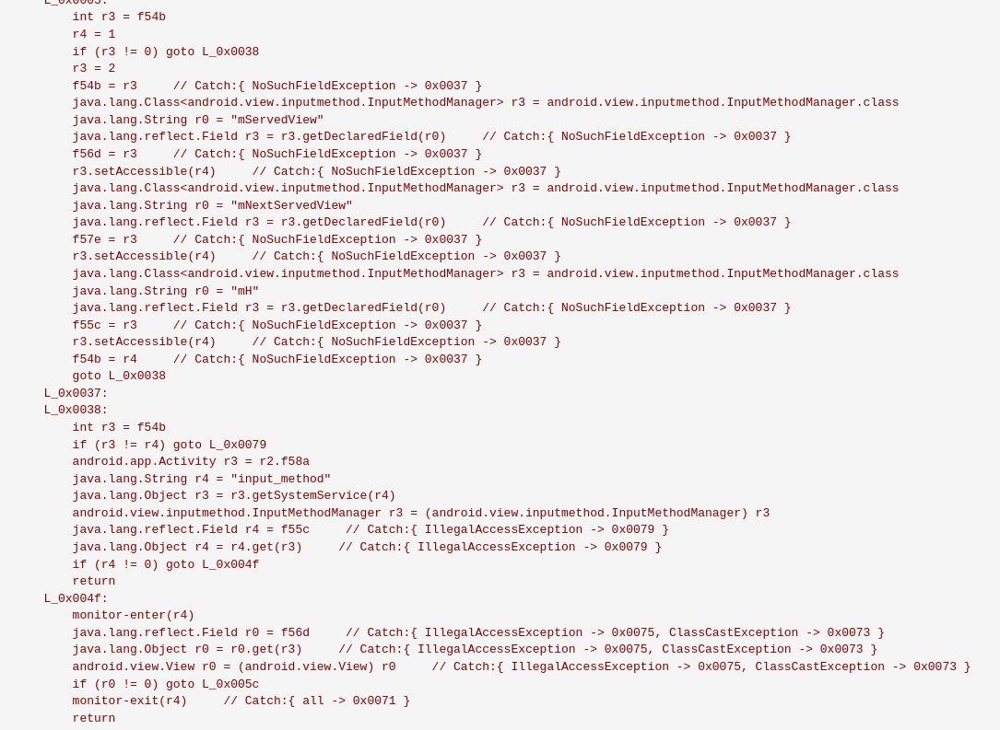 L_0x0005:
int r3 = f54b
r4 = 1
if (r3 != 0) goto L_0x0038
r3 = 2
f54b = r3     // Catch:{ NoSuchFieldException -> 0x0037 }
java.lang.Class<android.view.inputmethod.InputMethodManager> r3 = android.view.inputmethod.InputMethodManager.class
java.lang.String r0 = "mServedView"
java.lang.reflect.Field r3 = r3.getDeclaredField(r0)     // Catch:{ NoSuchFieldException -> 0x0037 }
f56d = r3     // Catch:{ NoSuchFieldException -> 0x0037 }
r3.setAccessible(r4)     // Catch:{ NoSuchFieldException -> 0x0037 }
java.lang.Class<android.view.inputmethod.InputMethodManager> r3 = android.view.inputmethod.InputMethodManager.class
java.lang.String r0 = "mNextServedView"
java.lang.reflect.Field r3 = r3.getDeclaredField(r0)     // Catch:{ NoSuchFieldException -> 0x0037 }
f57e = r3     // Catch:{ NoSuchFieldException -> 0x0037 }
r3.setAccessible(r4)     // Catch:{ NoSuchFieldException -> 0x0037 }
java.lang.Class<android.view.inputmethod.InputMethodManager> r3 = android.view.inputmethod.InputMethodManager.class
java.lang.String r0 = "mH"
java.lang.reflect.Field r3 = r3.getDeclaredField(r0)     // Catch:{ NoSuchFieldException -> 0x0037 }
f55c = r3     // Catch:{ NoSuchFieldException -> 0x0037 }
r3.setAccessible(r4)     // Catch:{ NoSuchFieldException -> 0x0037 }
f54b = r4     // Catch:{ NoSuchFieldException -> 0x0037 }
goto L_0x0038
L_0x0037:
L_0x0038:
int r3 = f54b
if (r3 != r4) goto L_0x0079
android.app.Activity r3 = r2.f58a
java.lang.String r4 = "input_method"
java.lang.Object r3 = r3.getSystemService(r4)
android.view.inputmethod.InputMethodManager r3 = (android.view.inputmethod.InputMethodManager) r3
java.lang.reflect.Field r4 = f55c     // Catch:{ IllegalAccessException -> 0x0079 }
java.lang.Object r4 = r4.get(r3)     // Catch:{ IllegalAccessException -> 0x0079 }
if (r4 != 0) goto L_0x004f
return
L_0x004f:
monitor-enter(r4)
java.lang.reflect.Field r0 = f56d     // Catch:{ IllegalAccessException -> 0x0075, ClassCastException -> 0x0073 }
java.lang.Object r0 = r0.get(r3)     // Catch:{ IllegalAccessException -> 0x0075, ClassCastException -> 0x0073 }
android.view.View r0 = (android.view.View) r0     // Catch:{ IllegalAccessException -> 0x0075, ClassCastException -> 0x0073 }
if (r0 != 0) goto L_0x005c
monitor-exit(r4)     // Catch:{ all -> 0x0071 }
return